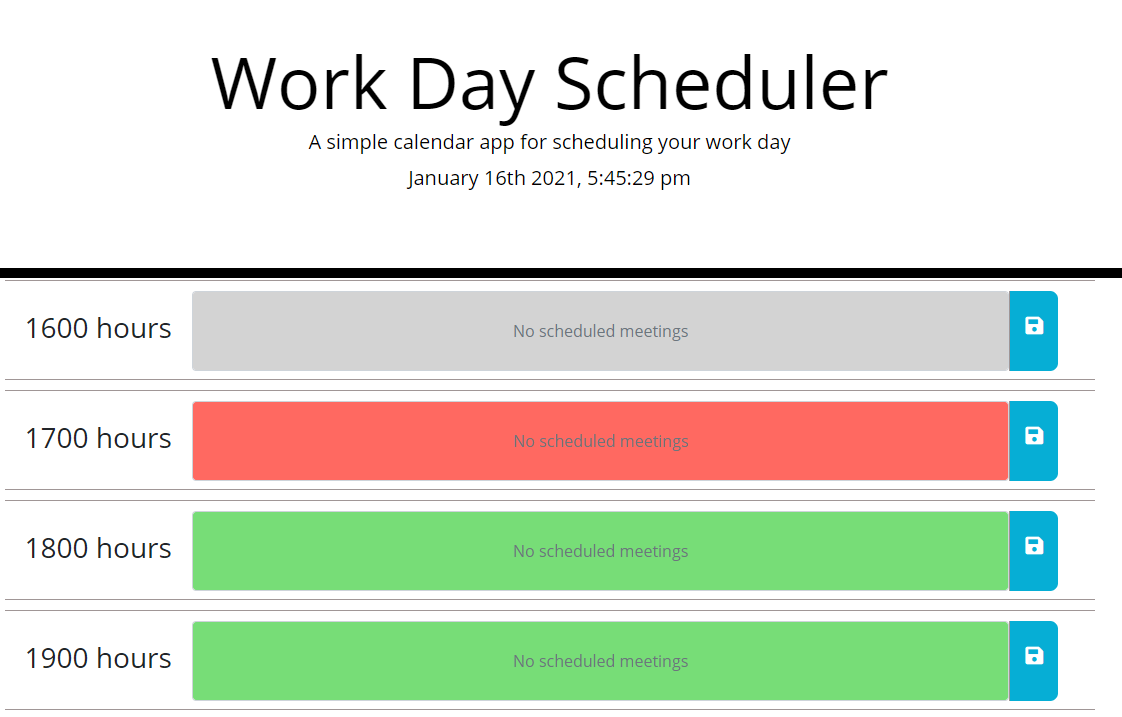 Work Day Scheduler
A simple calendar app for scheduling your work day
January 16th 2021, 5:45:29 pm
1600 hours
No scheduled meetings
1700 hours
No scheduled meetings
1800 hours
No scheduled meetings
1900 hours
No scheduled meetings